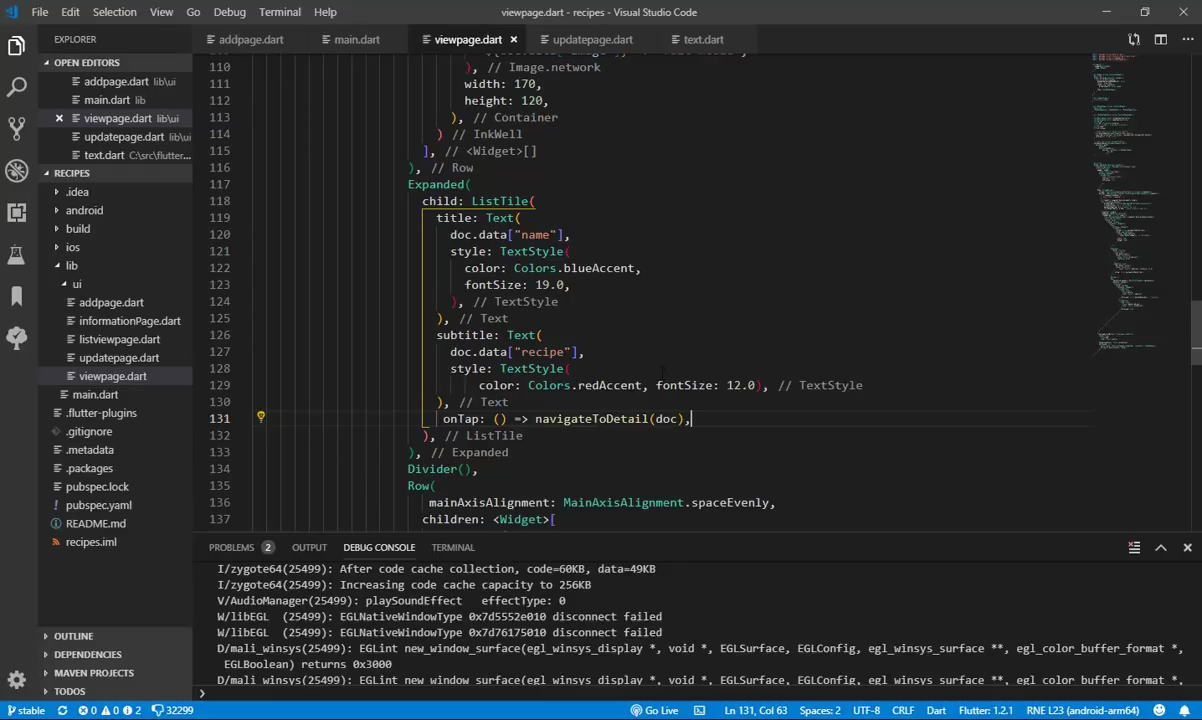 File Edit Selection View Go Debug Terminal Help
viewpage.dart - recipes - Visual Studio Code
EXPLORER
OPEN EDITORS
addpage.dart lib\ui
main.dart lib
viewpage.dart lib\ui
updatepage.dart lib\ui
text.dart C:\src\flutter...
RECIPES
.idea
android
build
ios
lib
ui
addpage.dart
informationPage.dart
listviewpage.dart
updatepage.dart
viewpage.dart
main.dart
.flutter-plugins
.gitignore
.metadata
.packages
pubspec.lock
pubspec.yaml
README.md
recipes.iml
OUTLINE
DEPENDENCIES
MAVEN PROJECTS
TODOS
addpage.dart main.dart viewpage.dart updatepage.dart text.dart
110 ), // Image.network
111 width: 170,
112 height: 120,
113 ), // Container
114 ) // InkWell
115 ], // <Widget>[]
116 ), // Row
117 Expanded(
118 child: ListTile(
119 title: Text(
120 doc.data["name"],
121 style: TextStyle(
122 color: Colors.blueAccent,
123 fontSize: 19.0,
124 ), // TextStyle
125 ), // Text
126 subtitle: Text(
127 doc.data["recipe"],
128 style: TextStyle(
129 color: Colors.redAccent, fontSize: 12.0), // TextStyle
130 ), // Text
131 onTap: () => navigateToDetail(doc),
132 ), // ListTile
133 ), // Expanded
134 Divider(),
135 Row(
136 mainAxisAlignment: MainAxisAlignment.spaceEvenly,
137 children: <Widget>[
PROBLEMS 2 OUTPUT DEBUG CONSOLE TERMINAL
I/zygote64(25499): After code cache collection, code=60KB, data=49KB
I/zygote64(25499): Increasing code cache capacity to 256KB
V/AudioManager(25499): playSoundEffect effectType: 0
W/libEGL (25499): EGLNativeWindowType 0x7d5552e010 disconnect failed
W/libEGL (25499): EGLNativeWindowType 0x7d76175010 disconnect failed
D/mali_winsys(25499): EGLint new_window_surface(egl_winsys_display *, void *, EGLSurface, EGLConfig, egl_winsys_surface **, egl_color_buffer_format *,
EGLBoolean) returns 0x3000
D/mali_winsys(25499): EGLint new_window_surface(egl_winsys_display *, void *, EGLSurface, EGLConfig, egl_winsys_surface **, egl_color_buffer_format *,
stable 0 0 2 32299 Go Live Ln 131, Col 63 Spaces: 2 UTF-8 CRLF Dart Flutter: 1.2.1 RNE L23 (android-arm64)